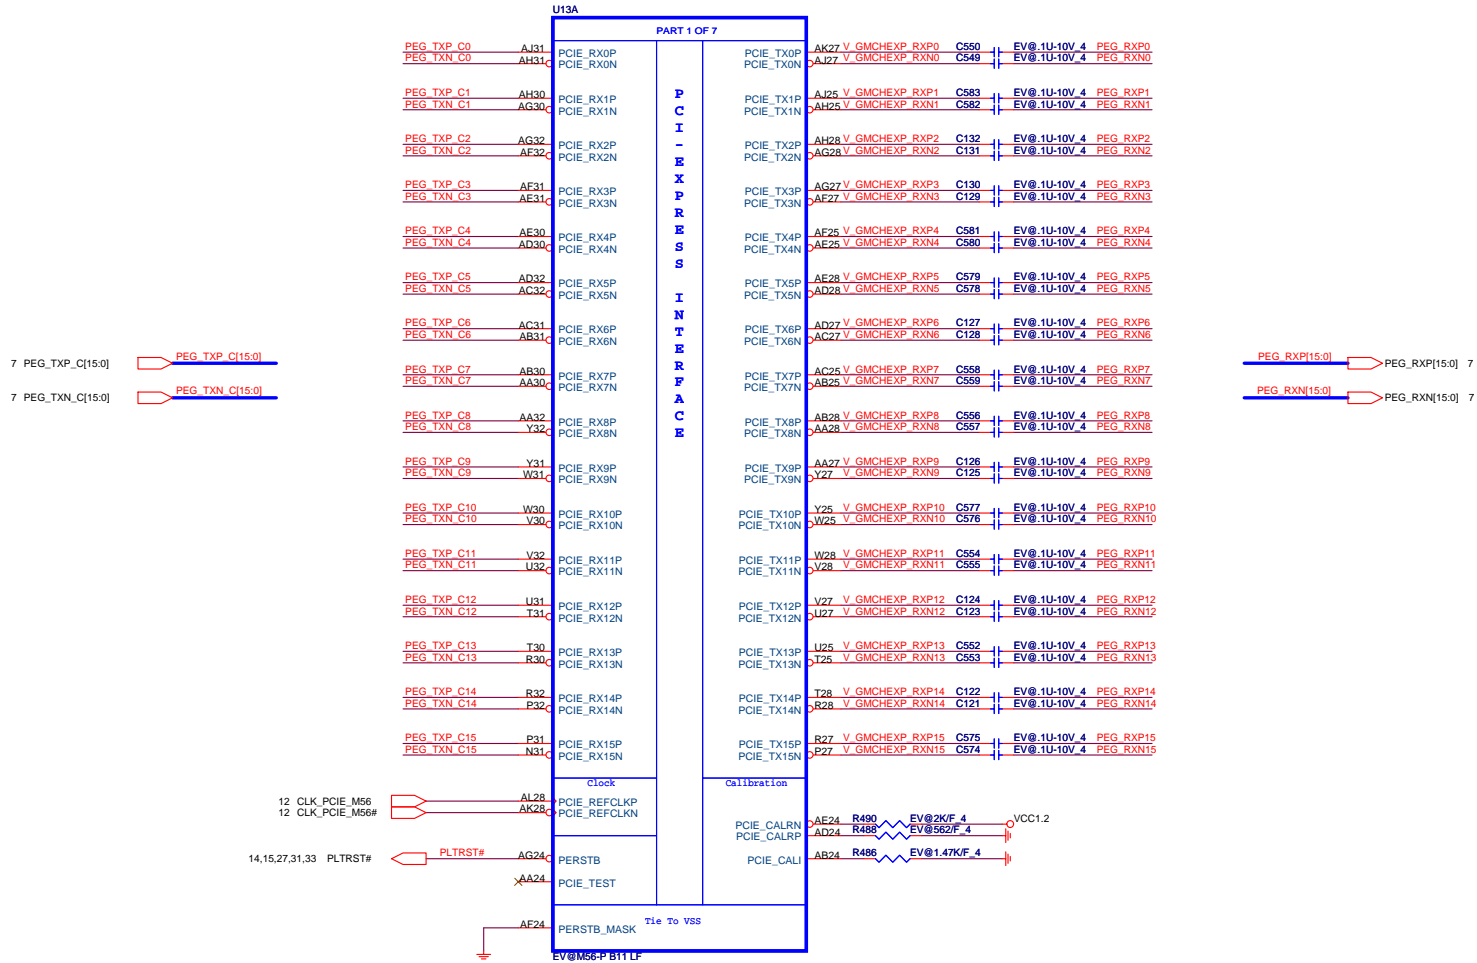 U13A
PART 1 OF 7
PEG_TXP_C0 AJ31 PCIE_RX0P PCIE_TX0P AK27 V_GMCHEXP_RXP0 C550 EV@.1U-10V_4 PEG_RXP0
PEG_TXN_C0 AH31 PCIE_RX0N PCIE_TX0N AJ27 V_GMCHEXP_RXN0 C549 EV@.1U-10V_4 PEG_RXN0
PEG_TXP_C1 AH30 PCIE_RX1P PCIE_TX1P AJ25 V_GMCHEXP_RXP1 C583 EV@.1U-10V_4 PEG_RXP1
PEG_TXN_C1 AG30 PCIE_RX1N PCIE_TX1N AH25 V_GMCHEXP_RXN1 C582 EV@.1U-10V_4 PEG_RXN1
PEG_TXP_C2 AG32 PCIE_RX2P PCIE_TX2P AH28 V_GMCHEXP_RXP2 C132 EV@.1U-10V_4 PEG_RXP2
PEG_TXN_C2 AF32 PCIE_RX2N PCIE_TX2N AG28 V_GMCHEXP_RXN2 C131 EV@.1U-10V_4 PEG_RXN2
PEG_TXP_C3 AF31 PCIE_RX3P PCIE_TX3P AG27 V_GMCHEXP_RXP3 C130 EV@.1U-10V_4 PEG_RXP3
PEG_TXN_C3 AE31 PCIE_RX3N PCIE_TX3N AF27 V_GMCHEXP_RXN3 C129 EV@.1U-10V_4 PEG_RXN3
PEG_TXP_C4 AE30 PCIE_RX4P PCIE_TX4P AF25 V_GMCHEXP_RXP4 C581 EV@.1U-10V_4 PEG_RXP4
PEG_TXN_C4 AD30 PCIE_RX4N PCIE_TX4N AE25 V_GMCHEXP_RXN4 C580 EV@.1U-10V_4 PEG_RXN4
PEG_TXP_C5 AD32 PCIE_RX5P PCIE_TX5P AE28 V_GMCHEXP_RXP5 C579 EV@.1U-10V_4 PEG_RXP5
PEG_TXN_C5 AC32 PCIE_RX5N PCIE_TX5N AD28 V_GMCHEXP_RXN5 C578 EV@.1U-10V_4 PEG_RXN5
PEG_TXP_C6 AC31 PCIE_RX6P PCIE_TX6P AD27 V_GMCHEXP_RXP6 C127 EV@.1U-10V_4 PEG_RXP6
PEG_TXN_C6 AB31 PCIE_RX6N PCIE_TX6N AC27 V_GMCHEXP_RXN6 C128 EV@.1U-10V_4 PEG_RXN6
7 PEG_TXP_C[15:0] PEG_TXP_C[15:0] PEG_RXP[15:0] PEG_RXP[15:0] 7
PEG_TXP_C7 AB30 PCIE_RX7P PCIE_TX7P AC25 V_GMCHEXP_RXP7 C558 EV@.1U-10V_4 PEG_RXP7
PEG_TXN_C7 AA30 PCIE_RX7N PCIE_TX7N AB25 V_GMCHEXP_RXN7 C559 EV@.1U-10V_4 PEG_RXN7
7 PEG_TXN_C[15:0] PEG_TXN_C[15:0] PEG_RXN[15:0] PEG_RXN[15:0] 7
PEG_TXP_C8 AA32 PCIE_RX8P PCIE_TX8P AB28 V_GMCHEXP_RXP8 C556 EV@.1U-10V_4 PEG_RXP8
PEG_TXN_C8 Y32 PCIE_RX8N PCIE_TX8N AA28 V_GMCHEXP_RXN8 C557 EV@.1U-10V_4 PEG_RXN8
PEG_TXP_C9 Y31 PCIE_RX9P PCIE_TX9P AA27 V_GMCHEXP_RXP9 C126 EV@.1U-10V_4 PEG_RXP9
PEG_TXN_C9 W31 PCIE_RX9N PCIE_TX9N Y27 V_GMCHEXP_RXN9 C125 EV@.1U-10V_4 PEG_RXN9
PEG_TXP_C10 W30 PCIE_RX10P PCIE_TX10P Y25 V_GMCHEXP_RXP10 C577 EV@.1U-10V_4 PEG_RXP10
PEG_TXN_C10 V30 PCIE_RX10N PCIE_TX10N W25 V_GMCHEXP_RXN10 C576 EV@.1U-10V_4 PEG_RXN10
PEG_TXP_C11 V32 PCIE_RX11P PCIE_TX11P W28 V_GMCHEXP_RXP11 C554 EV@.1U-10V_4 PEG_RXP11
PEG_TXN_C11 U32 PCIE_RX11N PCIE_TX11N V28 V_GMCHEXP_RXN11 C555 EV@.1U-10V_4 PEG_RXN11
PEG_TXP_C12 U31 PCIE_RX12P PCIE_TX12P V27 V_GMCHEXP_RXP12 C124 EV@.1U-10V_4 PEG_RXP12
PEG_TXN_C12 T31 PCIE_RX12N PCIE_TX12N U27 V_GMCHEXP_RXN12 C123 EV@.1U-10V_4 PEG_RXN12
PEG_TXP_C13 T30 PCIE_RX13P PCIE_TX13P U25 V_GMCHEXP_RXP13 C552 EV@.1U-10V_4 PEG_RXP13
PEG_TXN_C13 R30 PCIE_RX13N PCIE_TX13N T25 V_GMCHEXP_RXN13 C553 EV@.1U-10V_4 PEG_RXN13
PEG_TXP_C14 R32 PCIE_RX14P PCIE_TX14P T28 V_GMCHEXP_RXP14 C122 EV@.1U-10V_4 PEG_RXP14
PEG_TXN_C14 P32 PCIE_RX14N PCIE_TX14N R28 V_GMCHEXP_RXN14 C121 EV@.1U-10V_4 PEG_RXN14
PEG_TXP_C15 P31 PCIE_RX15P PCIE_TX15P R27 V_GMCHEXP_RXP15 C575 EV@.1U-10V_4 PEG_RXP15
PEG_TXN_C15 N31 PCIE_RX15N PCIE_TX15N P27 V_GMCHEXP_RXN15 C574 EV@.1U-10V_4 PEG_RXN15
PCI-EXPRESS INTERFACE
Clock Calibration
12 CLK_PCIE_M56 AL28 PCIE_REFCLKP
12 CLK_PCIE_M56# AK28 PCIE_REFCLKN
PCIE_CALRN AE24 R490 EV@2K/F_4 VCC1.2
PCIE_CALRP AD24 R488 EV@562/F_4
14,15,27,31,33 PLTRST# PLTRST# AG24 PERSTB PCIE_CALI AB24 R486 EV@1.47K/F_4
AA24 PCIE_TEST
Tie To VSS
AF24 PERSTB_MASK
EV@M56-P B11 LF